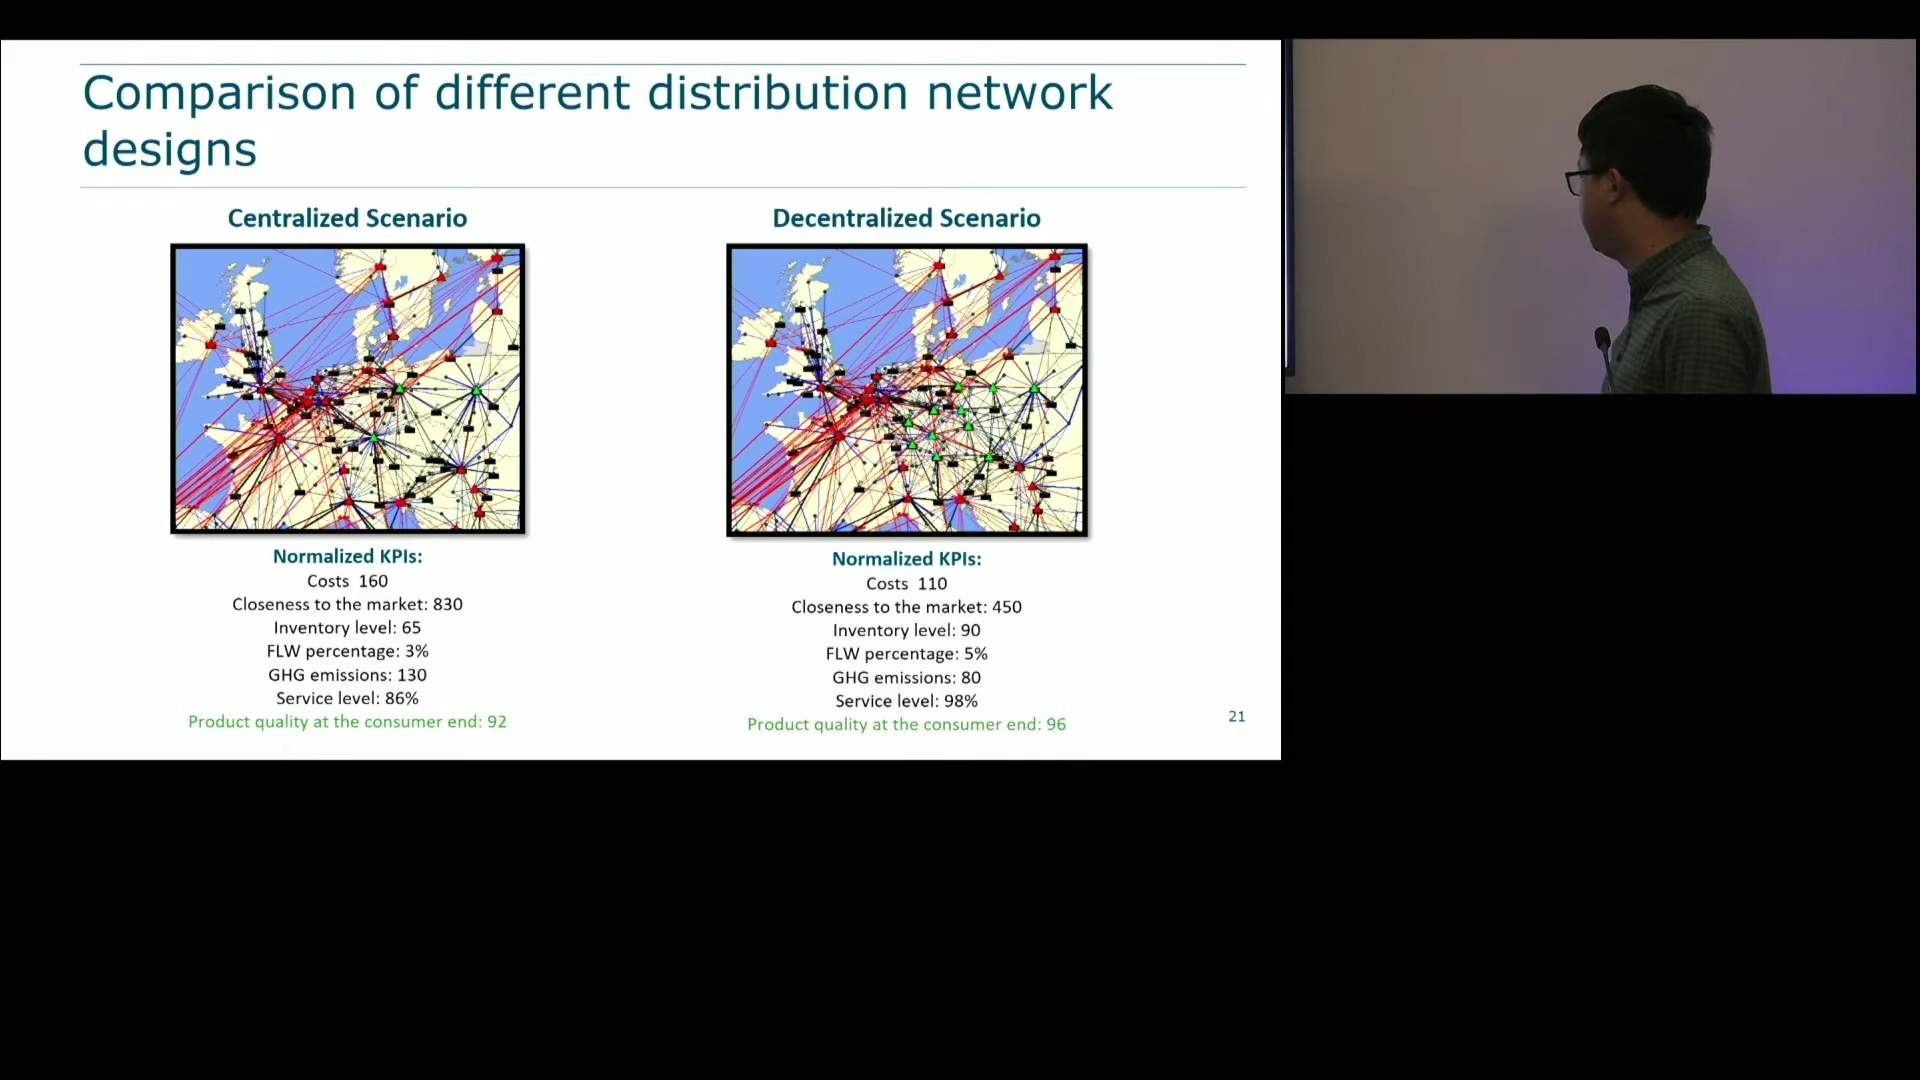 Comparison of different distribution network
designs
Centralized Scenario
Normalized KPIs:
Costs 160
Closeness to the market: 830
Inventory level: 65
FLW percentage: 3%
GHG emissions: 130
Service level: 86%
Product quality at the consumer end: 92
Decentralized Scenario
Normalized KPIs:
Costs 110
Closeness to the market: 450
Inventory level: 90
FLW percentage: 5%
GHG emissions: 80
Service level: 98%
Product quality at the consumer end: 96
21